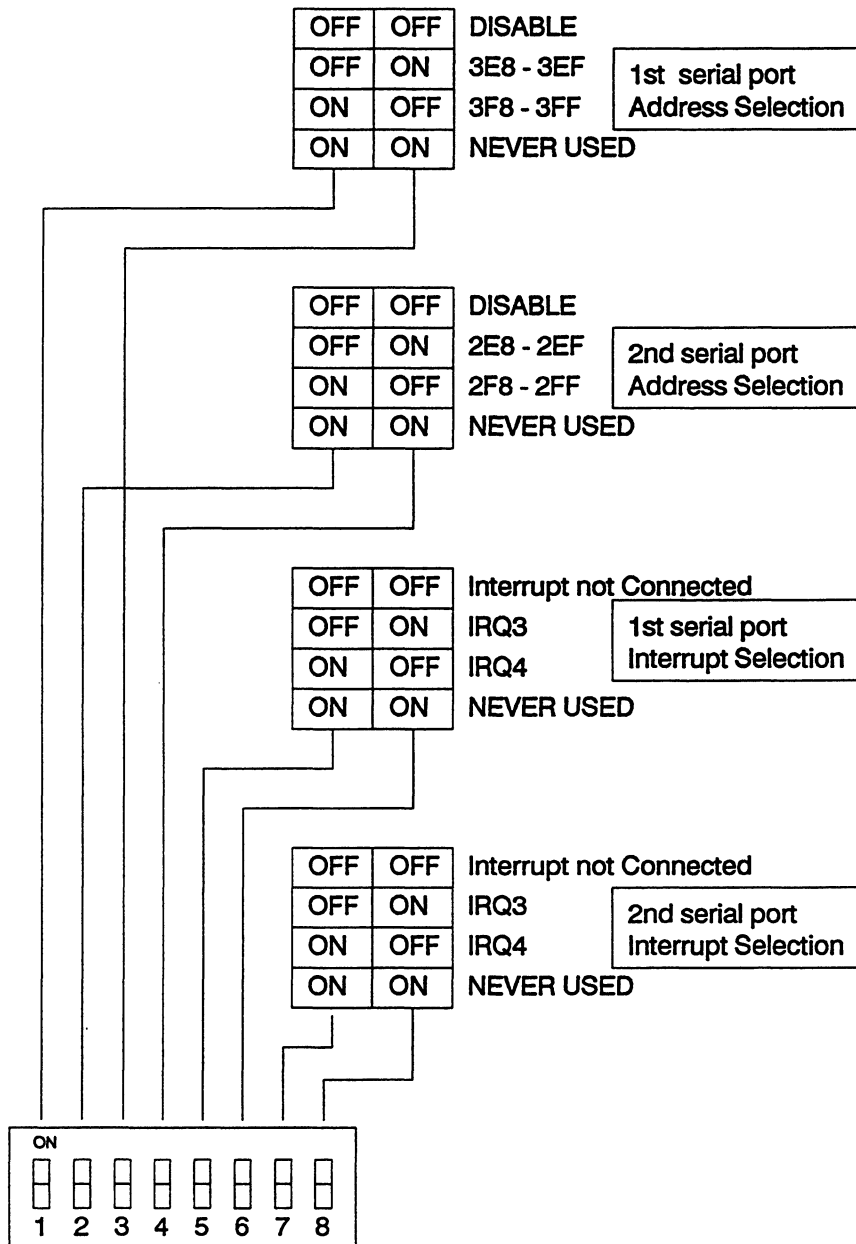 OFF OFF DISABLE
OFF ON 3E8 - 3EF
ON OFF 3F8 - 3FF
ON ON NEVER USED
1st serial port
Address Selection
OFF OFF DISABLE
OFF ON 2E8 - 2EF
ON OFF 2F8 - 2FF
ON ON NEVER USED
2nd serial port
Address Selection
OFF OFF Interrupt not Connected
OFF ON IRQ3
ON OFF IRQ4
ON ON NEVER USED
1st serial port
Interrupt Selection
OFF OFF Interrupt not Connected
OFF ON IRQ3
ON OFF IRQ4
ON ON NEVER USED
2nd serial port
Interrupt Selection
ON
1 2 3 4 5 6 7 8